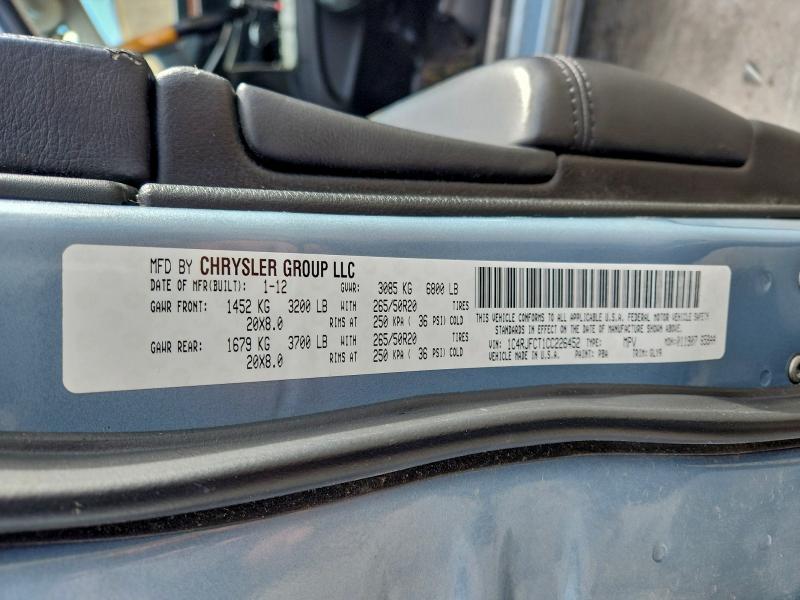 MFD BY CHRYSLER GROUP LLC
DATE OF MFR(BUILT): 1-12 GVWR: 3085 KG 6800 LB
GAWR FRONT: 1452 KG 3200 LB WITH 265/50R20 TIRES
20X8.0 RIMS AT 250 KPA ( 36 PSI) COLD
GAWR REAR: 1679 KG 3700 LB WITH 265/50R20 TIRES
20X8.0 RIMS AT 250 KPA ( 36 PSI) COLD
THIS VEHICLE CONFORMS TO ALL APPLICABLE U.S.A. FEDERAL MOTOR VEHICLE SAFETY
STANDARDS IN EFFECT ON THE DATE OF MANUFACTURE SHOWN ABOVE.
VIN: 1C4RJFCT1CC226452 TYPE: MPV MDH:
PAINT: PBA TRIM: GLY9